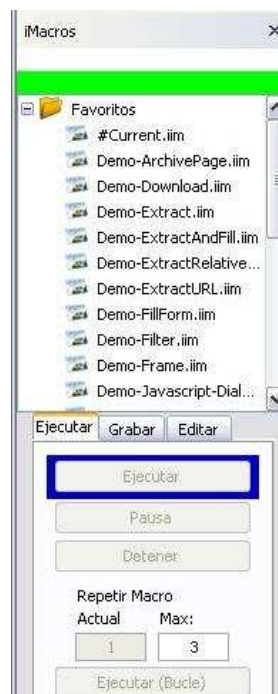 iMacros
Favoritos
#Current.iim
Demo-ArchivePage.iim
Demo-Download.iim
Demo-Extract.iim
Demo-ExtractAndFill.iim
Demo-ExtractRelative...
Demo-ExtractURL.iim
Demo-FillForm.iim
Demo-Filter.iim
Demo-Frame.iim
Demo-Javascript-Dial...
Ejecutar Grabar Editar
Ejecutar
Pausa
Detener
Repetir Macro
Actual Max:
1 3
Ejecutar (Bucle)